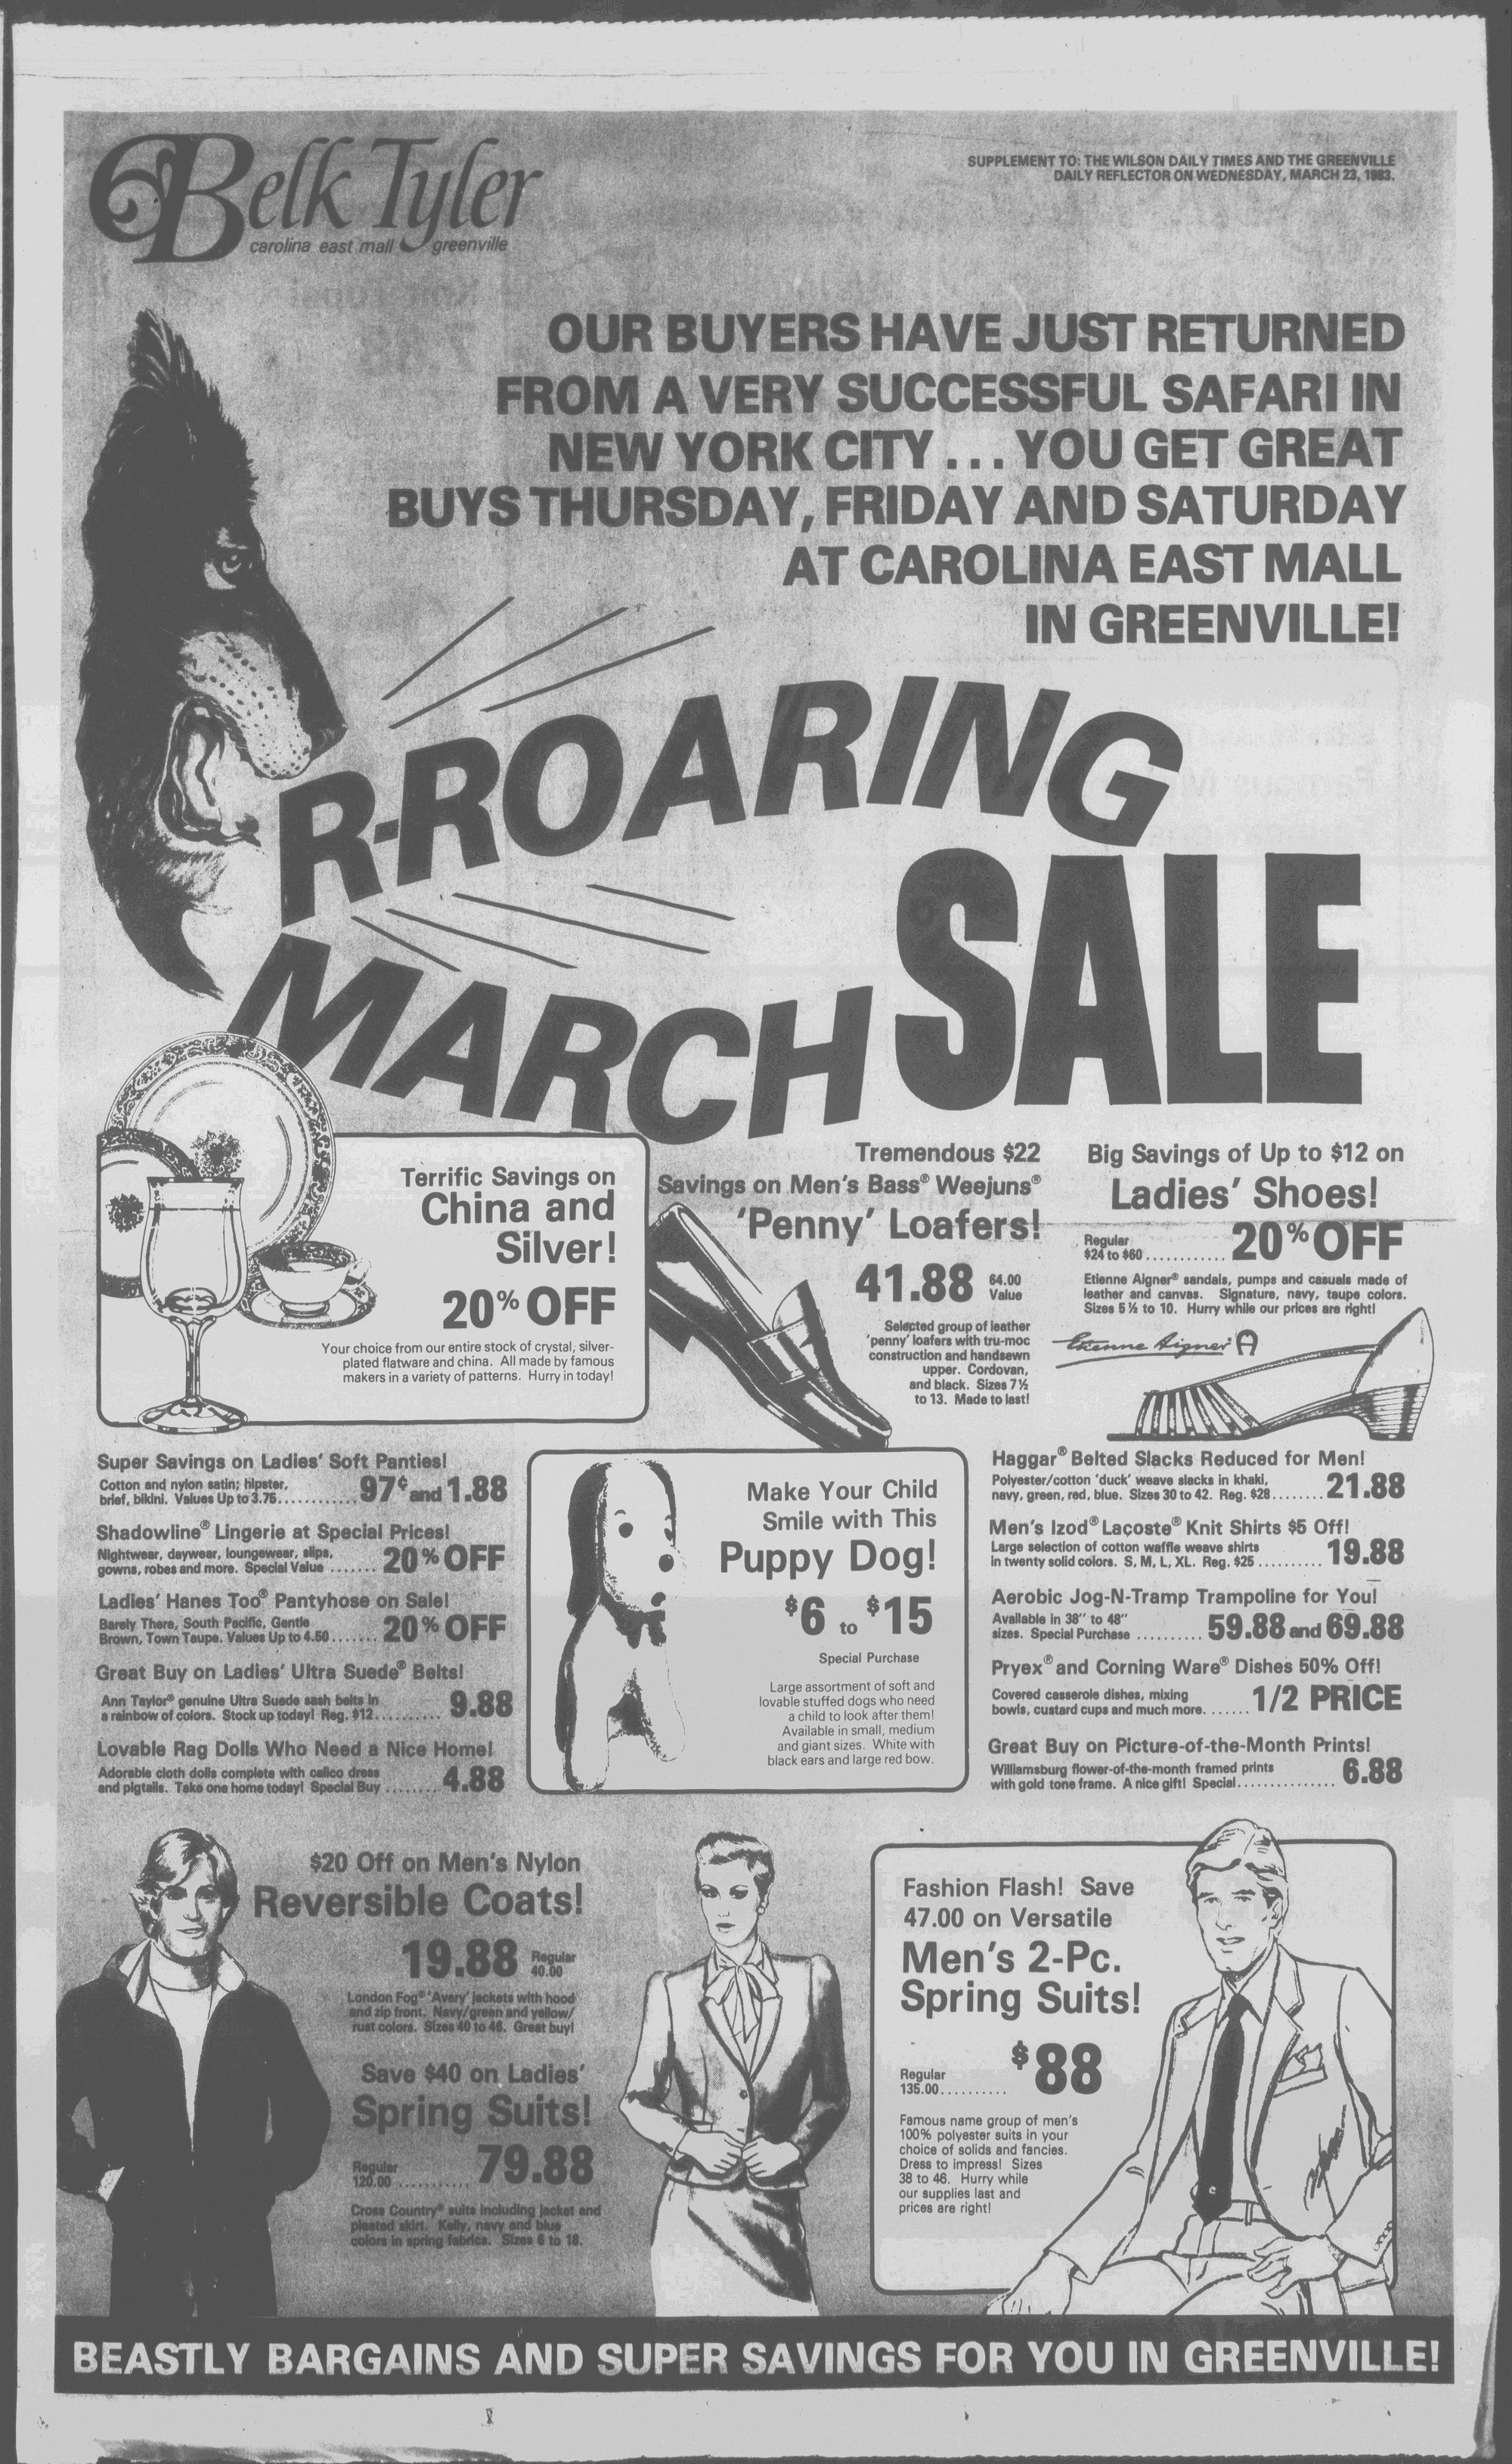 Belk Tyler
carolina east mall greenville
SUPPLEMENT TO: THE WILSON DAILY TIMES AND THE GREENVILLE
DAILY REFLECTOR ON WEDNESDAY, MARCH 23, 1983.
OUR BUYERS HAVE JUST RETURNED
FROM A VERY SUCCESSFUL SAFARI IN
NEW YORK CITY ... YOU GET GREAT
BUYS THURSDAY, FRIDAY AND SATURDAY
AT CAROLINA EAST MALL
IN GREENVILLE!
R-ROARING
MARCH SALE
Terrific Savings on
China and
Silver!
20% OFF
Your choice from our entire stock of crystal, silver-
plated flatware and china. All made by famous
makers in a variety of patterns. Hurry in today!
Tremendous $22
Savings on Men's Bass® Weejuns®
'Penny' Loafers!
41.88 64.00
Value
Selected group of leather
'penny' loafers with tru-moc
construction and handsewn
upper. Cordovan,
and black. Sizes 7½
to 13. Made to last!
Big Savings of Up to $12 on
Ladies' Shoes!
Regular
$24 to $60 ............ 20% OFF
Etienne Aigner® sandals, pumps and casuals made of
leather and canvas. Signature, navy, taupe colors.
Sizes 5½ to 10. Hurry while our prices are right!
Etienne Aigner A
Super Savings on Ladies' Soft Panties!
Cotton and nylon satin; hipster,
brief, bikini. Values Up to 3.75............ 97¢ and 1.88
Shadowline® Lingerie at Special Prices!
Nightwear, daywear, loungewear, slips,
gowns, robes and more. Special Value ....... 20% OFF
Ladies' Hanes Too® Pantyhose on Sale!
Barely There, South Pacific, Gentle
Brown, Town Taupe. Values Up to 4.50 ....... 20% OFF
Great Buy on Ladies' Ultra Suede® Belts!
Ann Taylor® genuine Ultra Suede sash belts in
a rainbow of colors. Stock up today! Reg. $12.......... 9.88
Lovable Rag Dolls Who Need a Nice Home!
Adorable cloth dolls complete with calico dress
and pigtails. Take one home today! Special Buy ........ 4.88
Make Your Child
Smile with This
Puppy Dog!
$6 to $15
Special Purchase
Large assortment of soft and
lovable stuffed dogs who need
a child to look after them!
Available in small, medium
and giant sizes. White with
black ears and large red bow.
Haggar® Belted Slacks Reduced for Men!
Polyester/cotton 'duck' weave slacks in khaki,
navy, green, red, blue. Sizes 30 to 42. Reg. $28........ 21.88
Men's Izod® Laçoste® Knit Shirts $5 Off!
Large selection of cotton waffle weave shirts
in twenty solid colors. S, M, L, XL. Reg. $25 .......... 19.88
Aerobic Jog-N-Tramp Trampoline for You!
Available in 38" to 48"
sizes. Special Purchase .......... 59.88 and 69.88
Pryex® and Corning Ware® Dishes 50% Off!
Covered casserole dishes, mixing
bowls, custard cups and much more. ....... 1/2 PRICE
Great Buy on Picture-of-the-Month Prints!
Williamsburg flower-of-the-month framed prints
with gold tone frame. A nice gift! Special............... 6.88
$20 Off on Men's Nylon
Reversible Coats!
19.88 Regular
40.00
London Fog® 'Avery' jackets with hood
and zip front. Navy/green and yellow/
rust colors. Sizes 40 to 46. Great buy!
Save $40 on Ladies'
Spring Suits!
Regular
120.00 ........... 79.88
Cross Country® suits including jacket and
pleated skirt. Kelly, navy and blue
colors in spring fabrics. Sizes 6 to 18.
Fashion Flash! Save
47.00 on Versatile
Men's 2-Pc.
Spring Suits!
Regular
135.00.......... $88
Famous name group of men's
100% polyester suits in your
choice of solids and fancies.
Dress to impress! Sizes
38 to 46. Hurry while
our supplies last and
prices are right!
BEASTLY BARGAINS AND SUPER SAVINGS FOR YOU IN GREENVILLE!